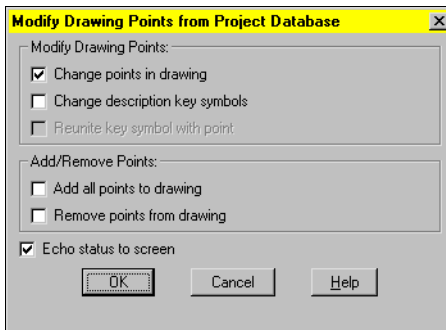 Modify Drawing Points from Project Database
Modify Drawing Points:
Change points in drawing
Change description key symbols
Reunite key symbol with point
Add/Remove Points:
Add all points to drawing
Remove points from drawing
Echo status to screen
OK Cancel Help